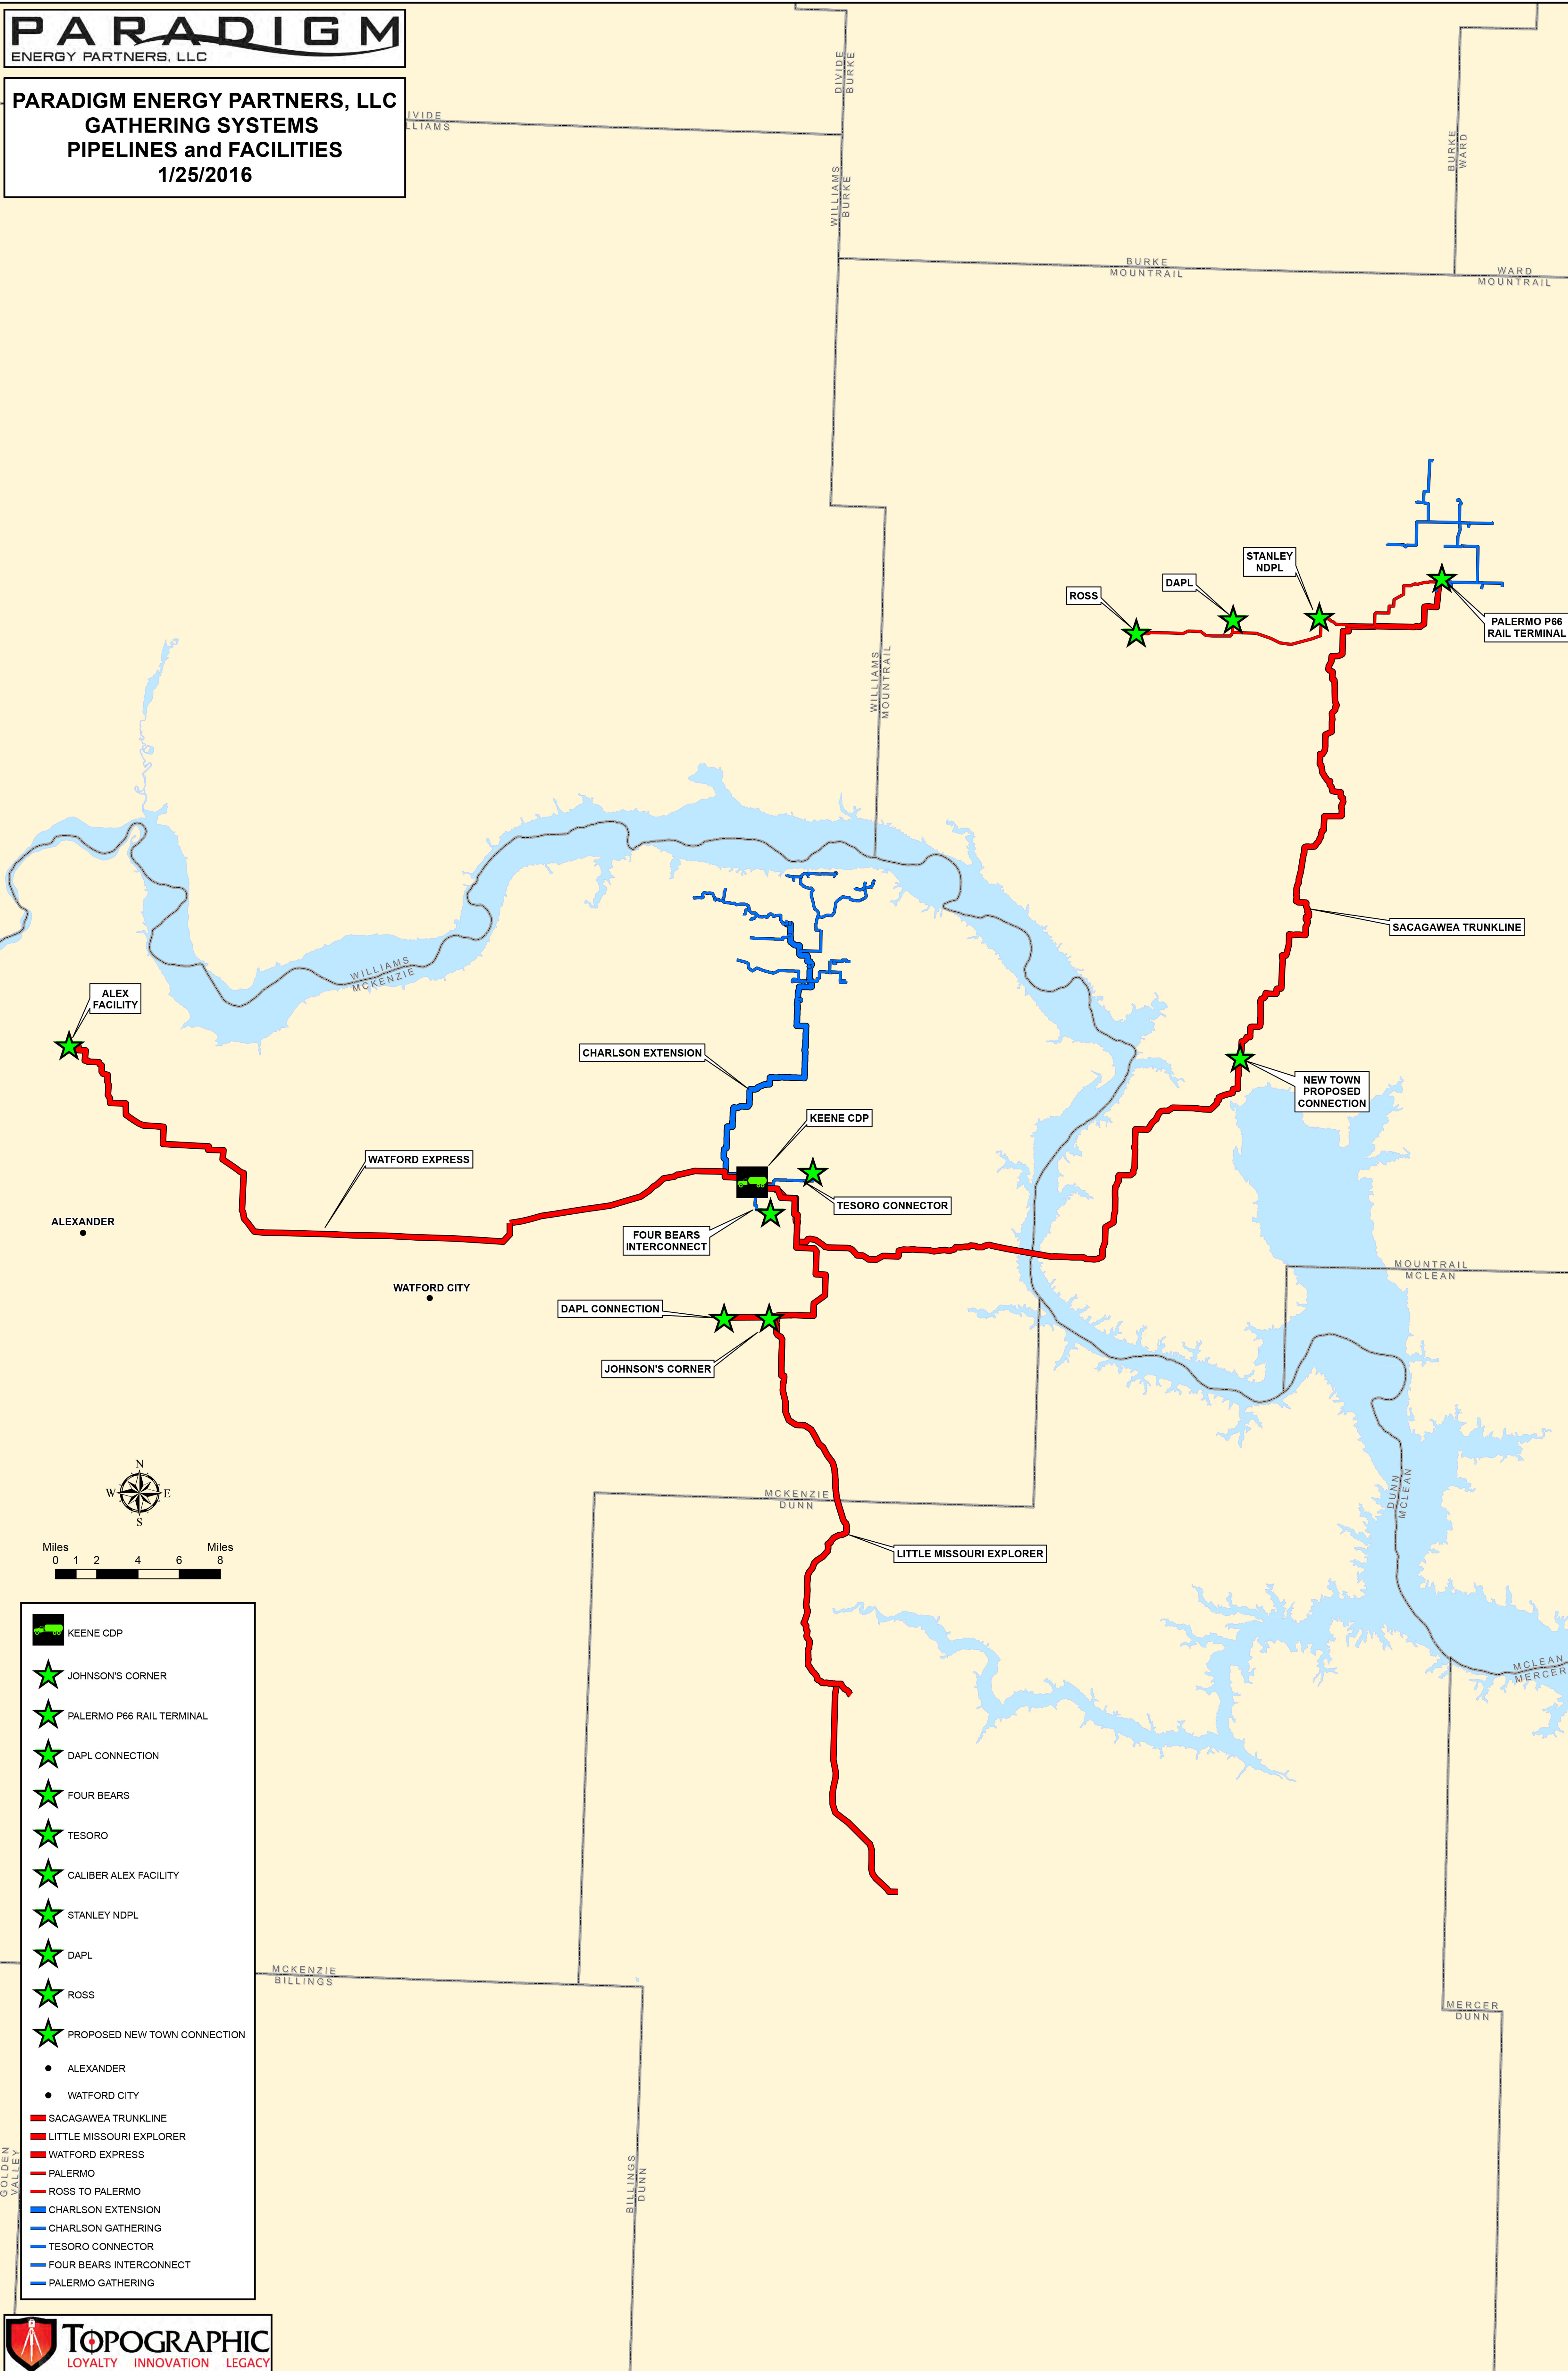 PARADIGM
ENERGY PARTNERS, LLC
PARADIGM ENERGY PARTNERS, LLC
GATHERING SYSTEMS
PIPELINES and FACILITIES
1/25/2016
IVIDE
LLIAMS
DIVIDE
BURKE
WILLIAMS
BURKE
BURKE
WARD
BURKE
MOUNTRAIL
WARD
MOUNTRAIL
STANLEY
NDPL
DAPL
ROSS
PALERMO P66
RAIL TERMINAL
WILLIAMS
MOUNTRAIL
SACAGAWEA TRUNKLINE
WILLIAMS
MCKENZIE
ALEX
FACILITY
CHARLSON EXTENSION
NEW TOWN
PROPOSED
CONNECTION
KEENE CDP
WATFORD EXPRESS
TESORO CONNECTOR
ALEXANDER
FOUR BEARS
INTERCONNECT
MOUNTRAIL
MCLEAN
WATFORD CITY
DAPL CONNECTION
JOHNSON'S CORNER
MCKENZIE
DUNN
DUNN
MCLEAN
LITTLE MISSOURI EXPLORER
MCLEAN
MERCER
N
W E
S
Miles Miles
0 1 2 4 6 8
KEENE CDP
JOHNSON'S CORNER
PALERMO P66 RAIL TERMINAL
DAPL CONNECTION
FOUR BEARS
TESORO
CALIBER ALEX FACILITY
STANLEY NDPL
DAPL
ROSS
PROPOSED NEW TOWN CONNECTION
ALEXANDER
WATFORD CITY
SACAGAWEA TRUNKLINE
LITTLE MISSOURI EXPLORER
WATFORD EXPRESS
PALERMO
ROSS TO PALERMO
CHARLSON EXTENSION
CHARLSON GATHERING
TESORO CONNECTOR
FOUR BEARS INTERCONNECT
PALERMO GATHERING
MCKENZIE
BILLINGS
MERCER
DUNN
GOLDEN
VALLEY
BILLINGS
DUNN
TOPOGRAPHIC
LOYALTY INNOVATION LEGACY